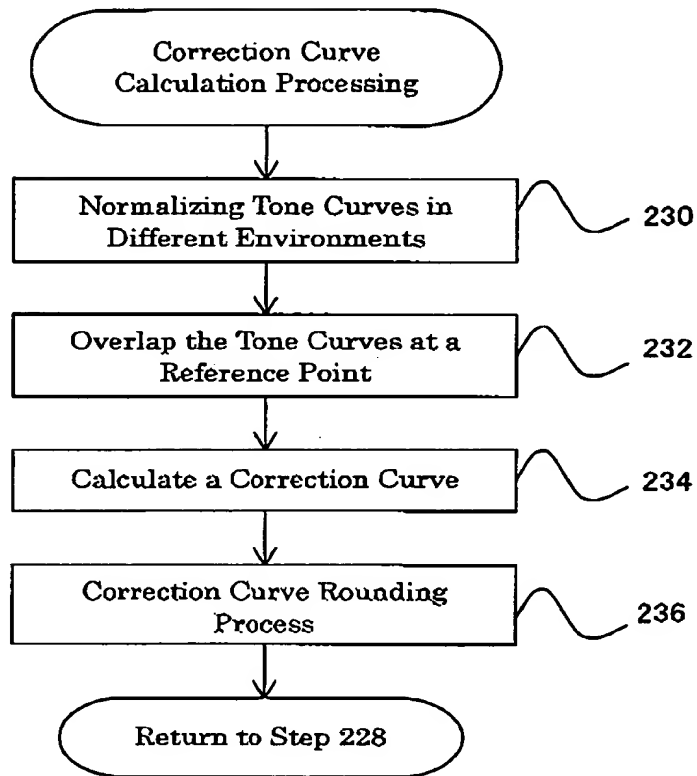 Correction Curve
Calculation Processing
Normalizing Tone Curves in
Different Environments
230
Overlap the Tone Curves at a
Reference Point
232
Calculate a Correction Curve
234
Correction Curve Rounding
Process
236
Return to Step 228